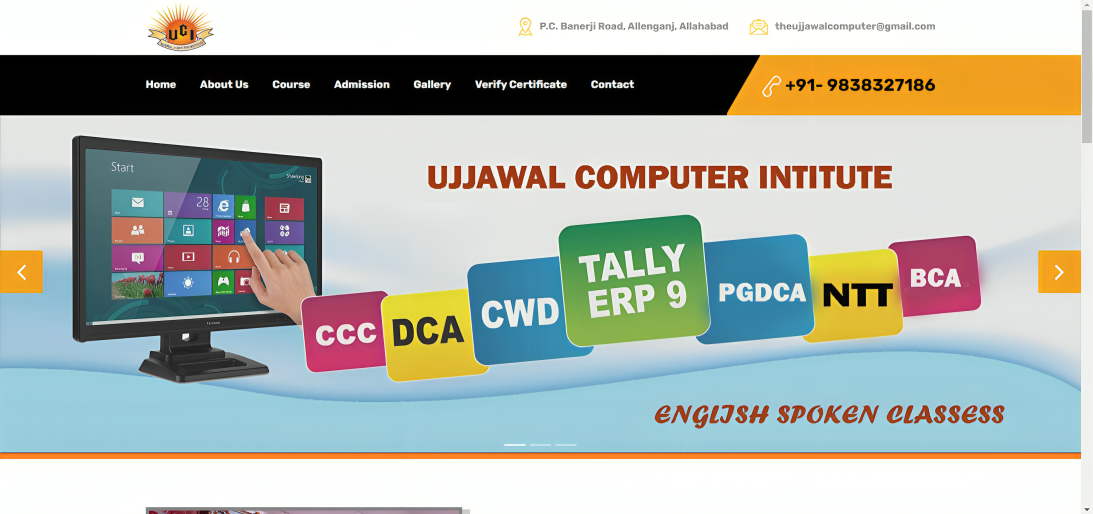 UCI
P.C. Banerji Road, Allenganj, Allahabad
theujjawalcomputer@gmail.com
Home
About Us
Course
Admission
Gallery
Verify Certificate
Contact
+91- 9838327186
Start
28
UJJAWAL COMPUTER INTITUTE
CCC
DCA
CWD
TALLY
ERP 9
PGDCA
NTT
BCA
ENGLISH SPOKEN CLASSESS